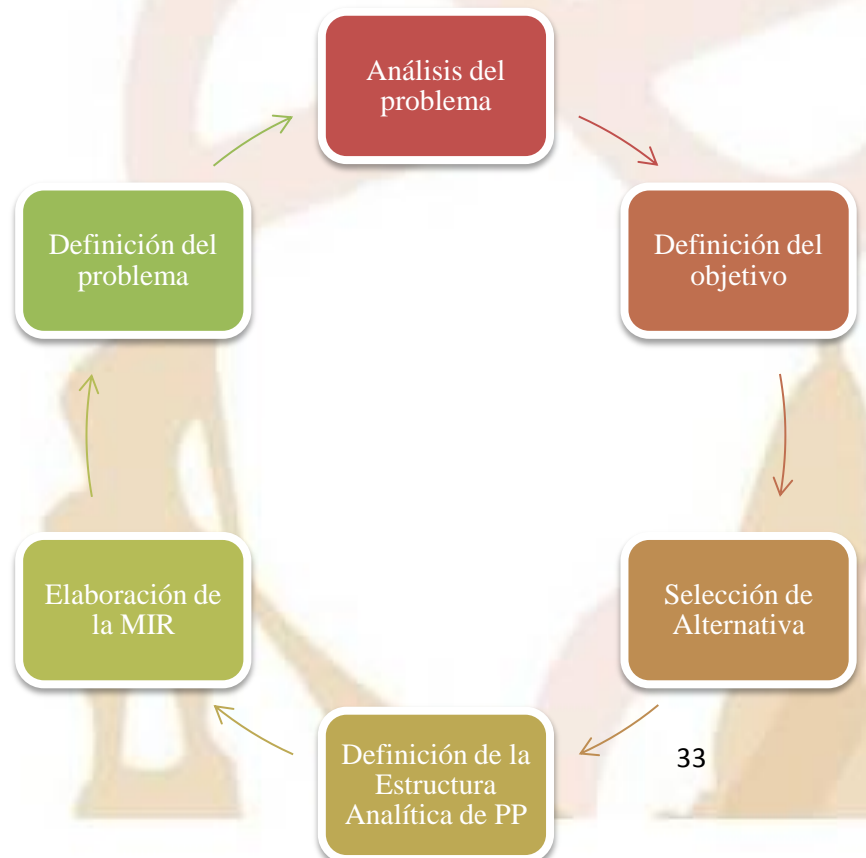 Análisis del
problema
Definición del
problema
Definición del
objetivo
Elaboración de
la MIR
Selección de
Alternativa
Definición de la
Estructura
Analítica de PP
33